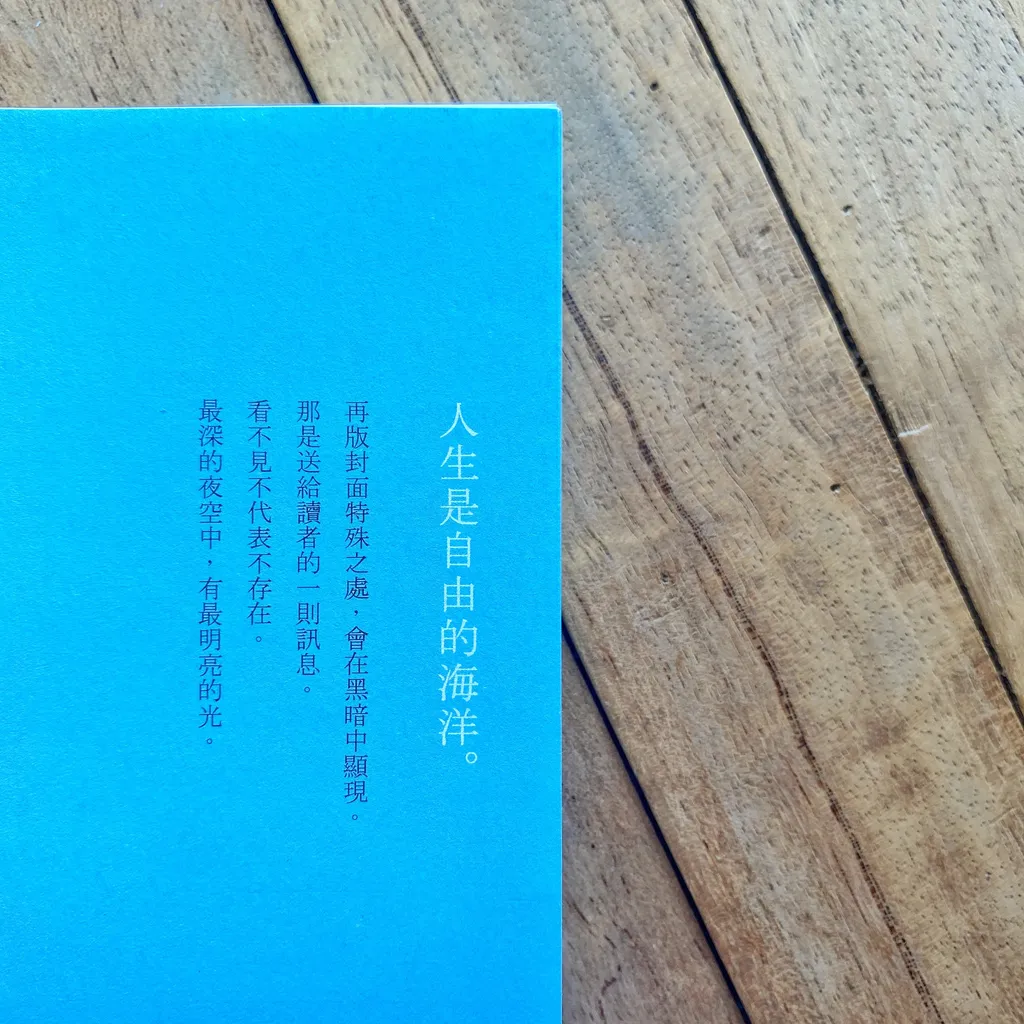 人生是自由的海洋。
再版封面特殊之處，會在黑暗中顯現。
那是送給讀者的一則訊息。
看不見不代表不存在。
最深的夜空中，有最明亮的光。